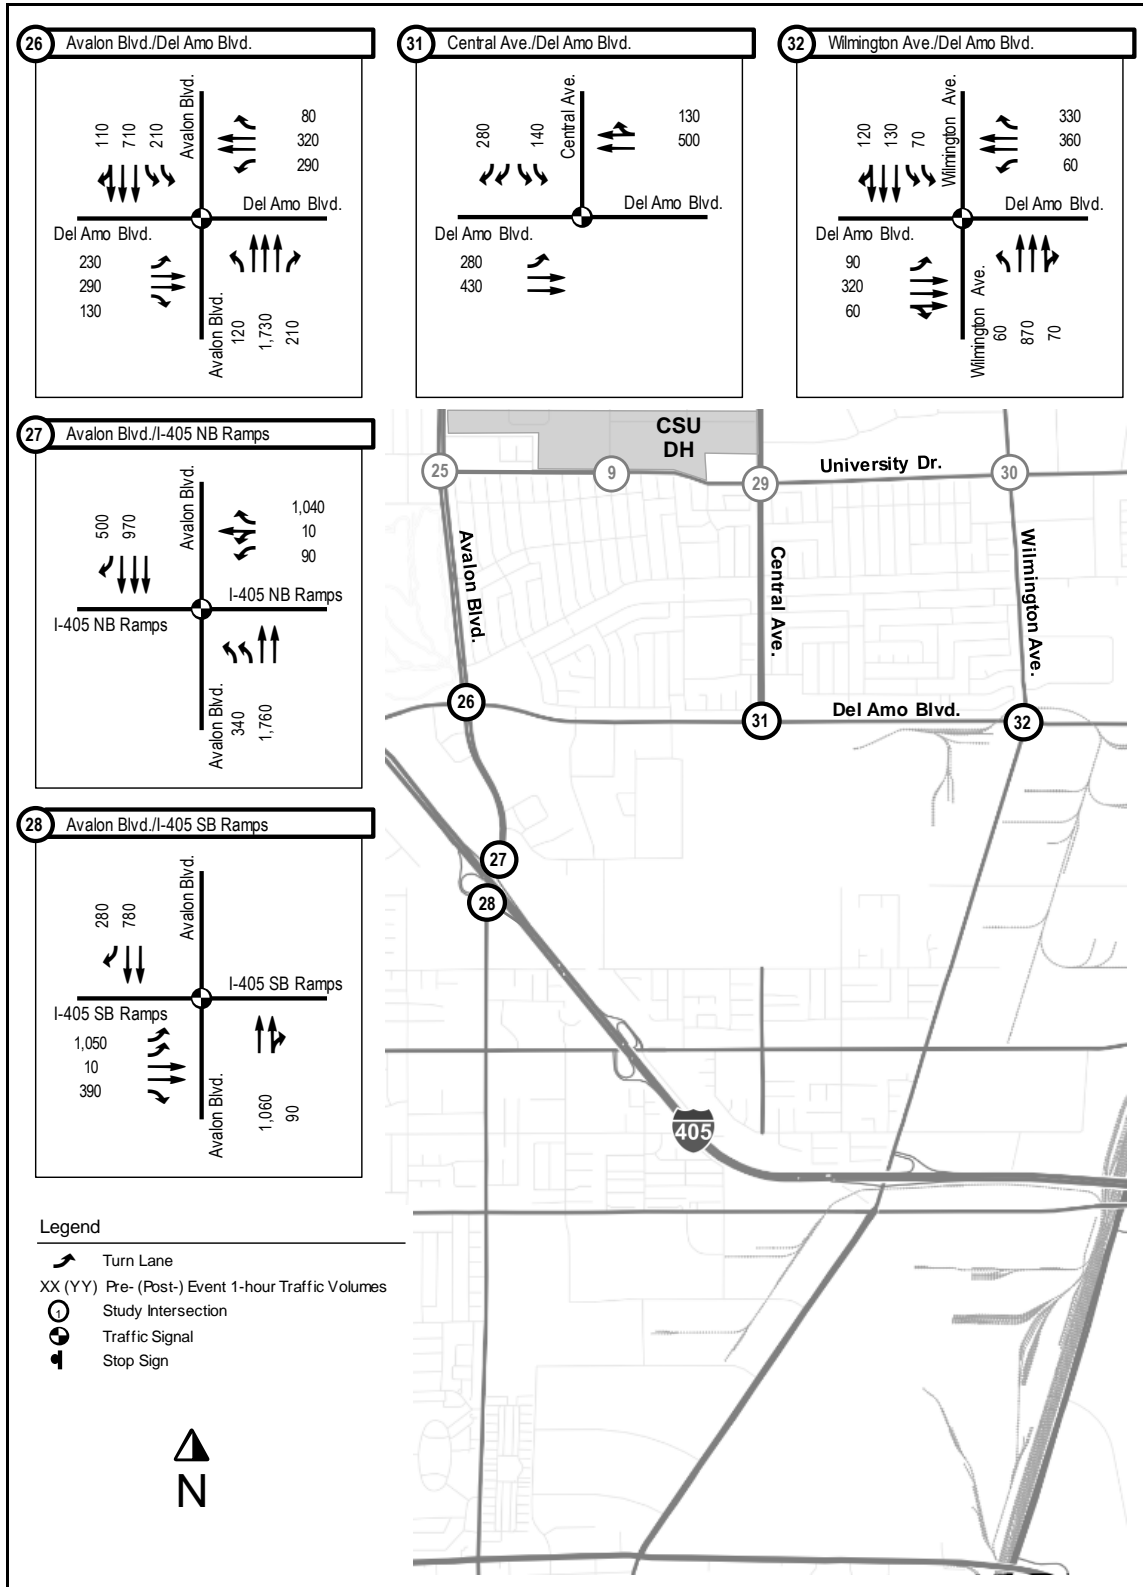 26 Avalon Blvd./Del Amo Blvd.
110 710 210
Avalon Blvd.
80
320
290
Del Amo Blvd.
Del Amo Blvd.
230
290
130
Avalon Blvd.
120 1,730 210
31 Central Ave./Del Amo Blvd.
280 140
Central Ave.
130
500
Del Amo Blvd.
Del Amo Blvd.
280
430
32 Wilmington Ave./Del Amo Blvd.
120 130 70
Wilmington Ave.
330
360
60
Del Amo Blvd.
Del Amo Blvd.
90
320
60
Wilmington Ave.
60 870 70
27 Avalon Blvd./I-405 NB Ramps
500 970
Avalon Blvd.
1,040
10
90
I-405 NB Ramps
I-405 NB Ramps
Avalon Blvd.
340 1,760
28 Avalon Blvd./I-405 SB Ramps
280 780
Avalon Blvd.
I-405 SB Ramps
I-405 SB Ramps
1,050
10
390
Avalon Blvd.
1,060 90
CSU
DH
25
9
29
University Dr.
30
Avalon Blvd.
Central Ave.
Wilmington Ave.
26
31
Del Amo Blvd.
32
27
28
405
Legend
Turn Lane
XX (YY) Pre- (Post-) Event 1-hour Traffic Volumes
1 Study Intersection
Traffic Signal
Stop Sign
N